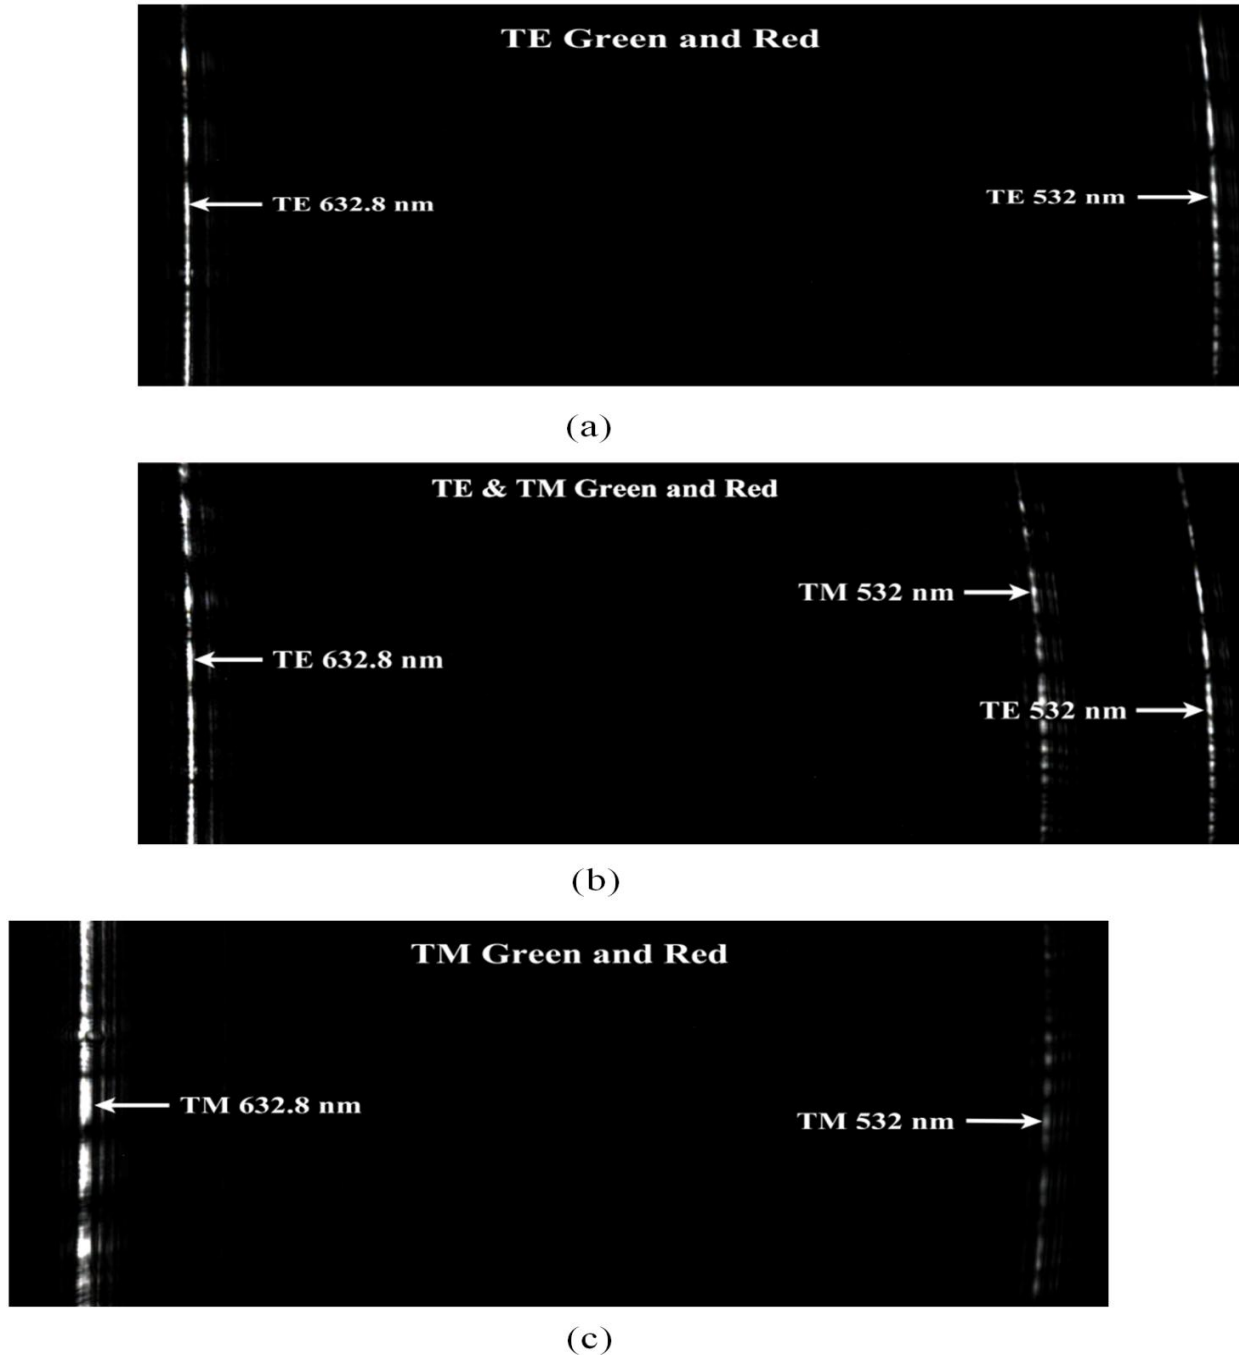 TE Green and Red
TE 632.8 nm
TE 532 nm
(a)
TE & TM Green and Red
TM 532 nm
TE 632.8 nm
TE 532 nm
(b)
TM Green and Red
TM 632.8 nm
TM 532 nm
(c)